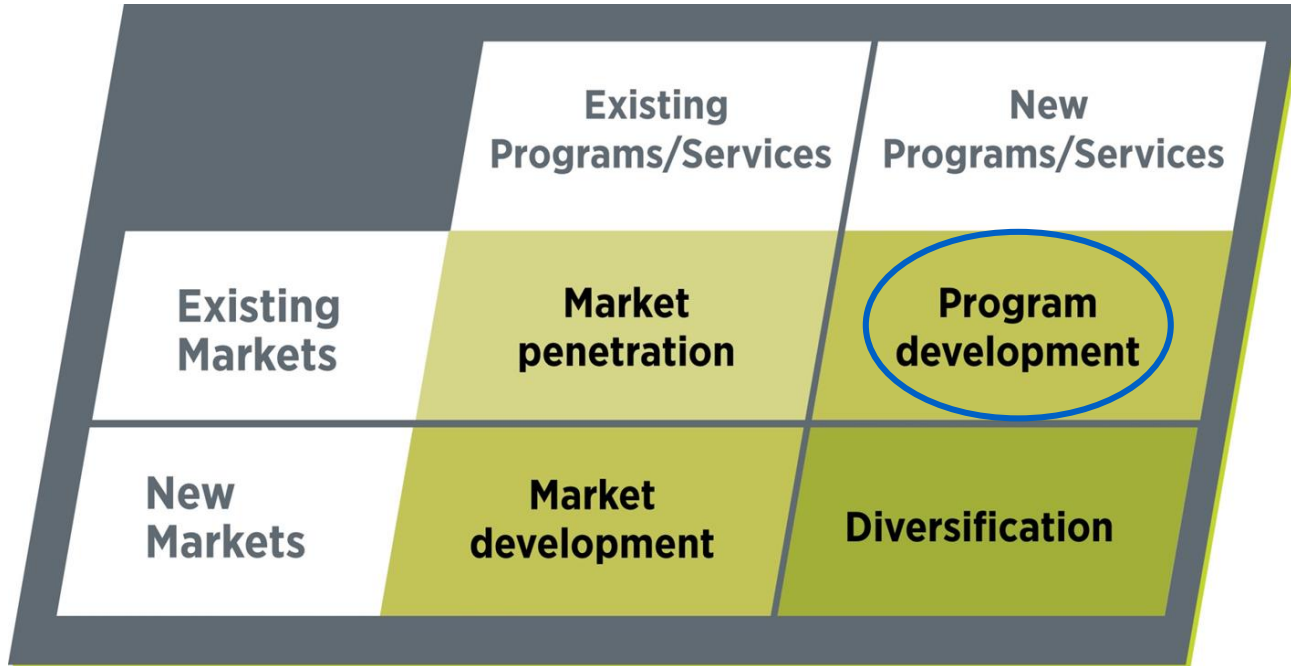 Existing
Programs/Services
New
Programs/Services
Existing
Markets
Market
penetration
Program
development
New
Markets
Market
development
Diversification